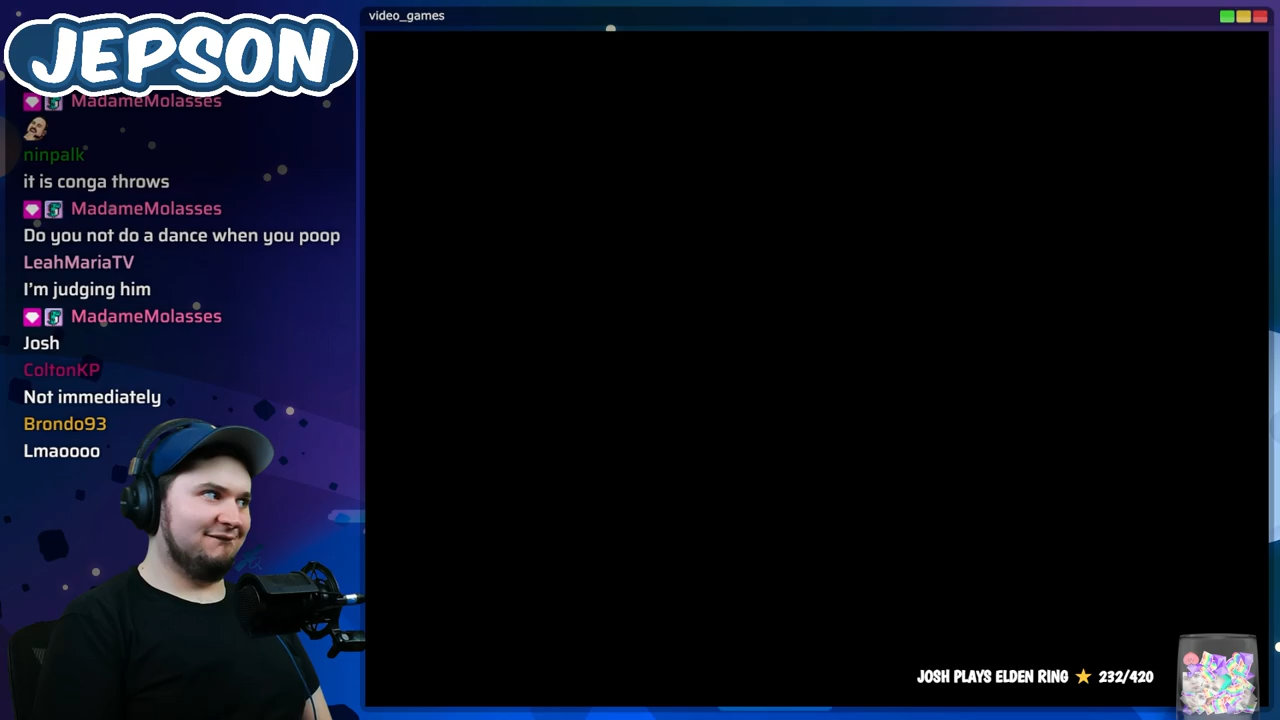 JEPSON
MadameMolasses
ninpalk
it is conga throws
MadameMolasses
Do you not do a dance when you poop
LeahMariaTV
I'm judging him
MadameMolasses
Josh
ColtonKP
Not immediately
Brondo93
Lmaoooo
video_games
JOSH PLAYS ELDEN RING ⭐ 232/420